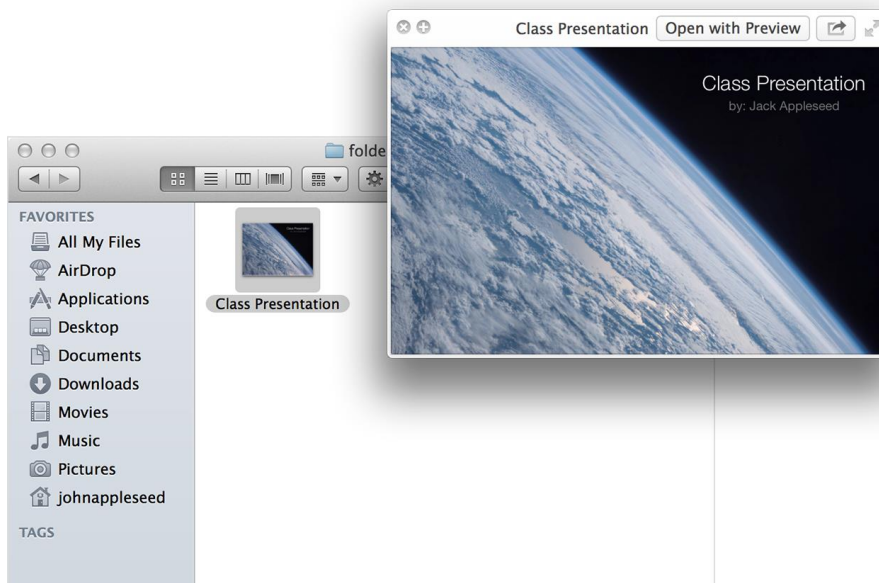 Class Presentation
Open with Preview
Class Presentation
by: Jack Appleseed
folde
FAVORITES
All My Files
AirDrop
Applications
Desktop
Documents
Downloads
Movies
Music
Pictures
johnappleseed
TAGS
Class Presentation